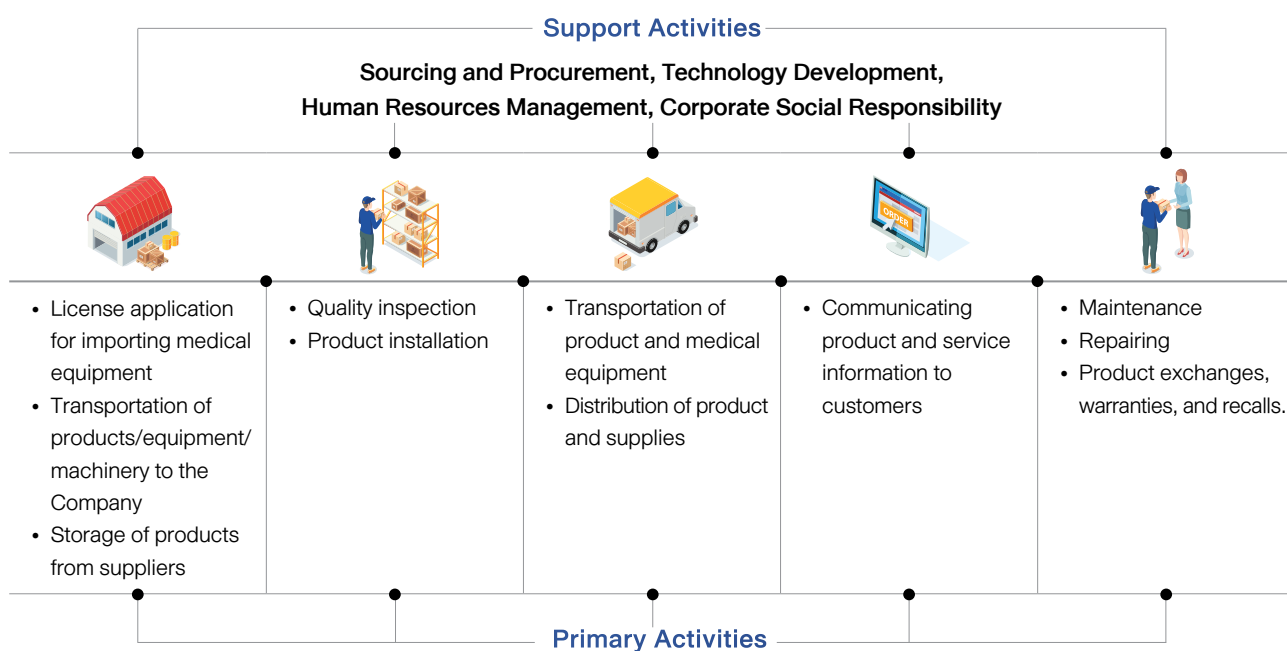 Support Activities
Sourcing and Procurement, Technology Development,
Human Resources Management, Corporate Social Responsibility
ORDER
• License application
for importing medical
equipment
• Transportation of
products/equipment/
machinery to the
Company
• Storage of products
from suppliers
• Quality inspection
• Product installation
• Transportation of
product and medical
equipment
• Distribution of product
and supplies
• Communicating
product and service
information to
customers
• Maintenance
• Repairing
• Product exchanges,
warranties, and recalls.
Primary Activities